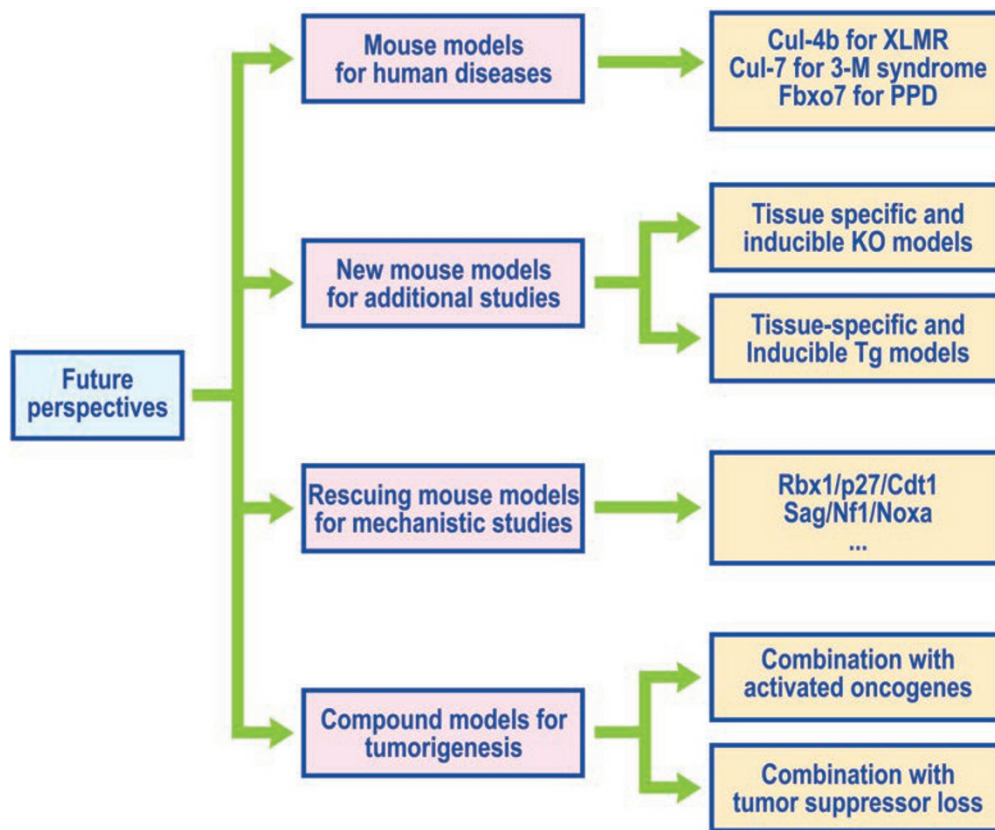 Mouse models
for human diseases
Cul-4b for XLMR
Cul-7 for 3-M syndrome
Fbxo7 for PPD
New mouse models
for additional studies
Tissue specific and
inducible KO models
Tissue-specific and
Inducible Tg models
Future
perspectives
Rescuing mouse models
for mechanistic studies
Rbx1/p27/Cdt1
Sag/Nf1/Noxa
...
Compound models for
tumorigenesis
Combination with
activated oncogenes
Combination with
tumor suppressor loss